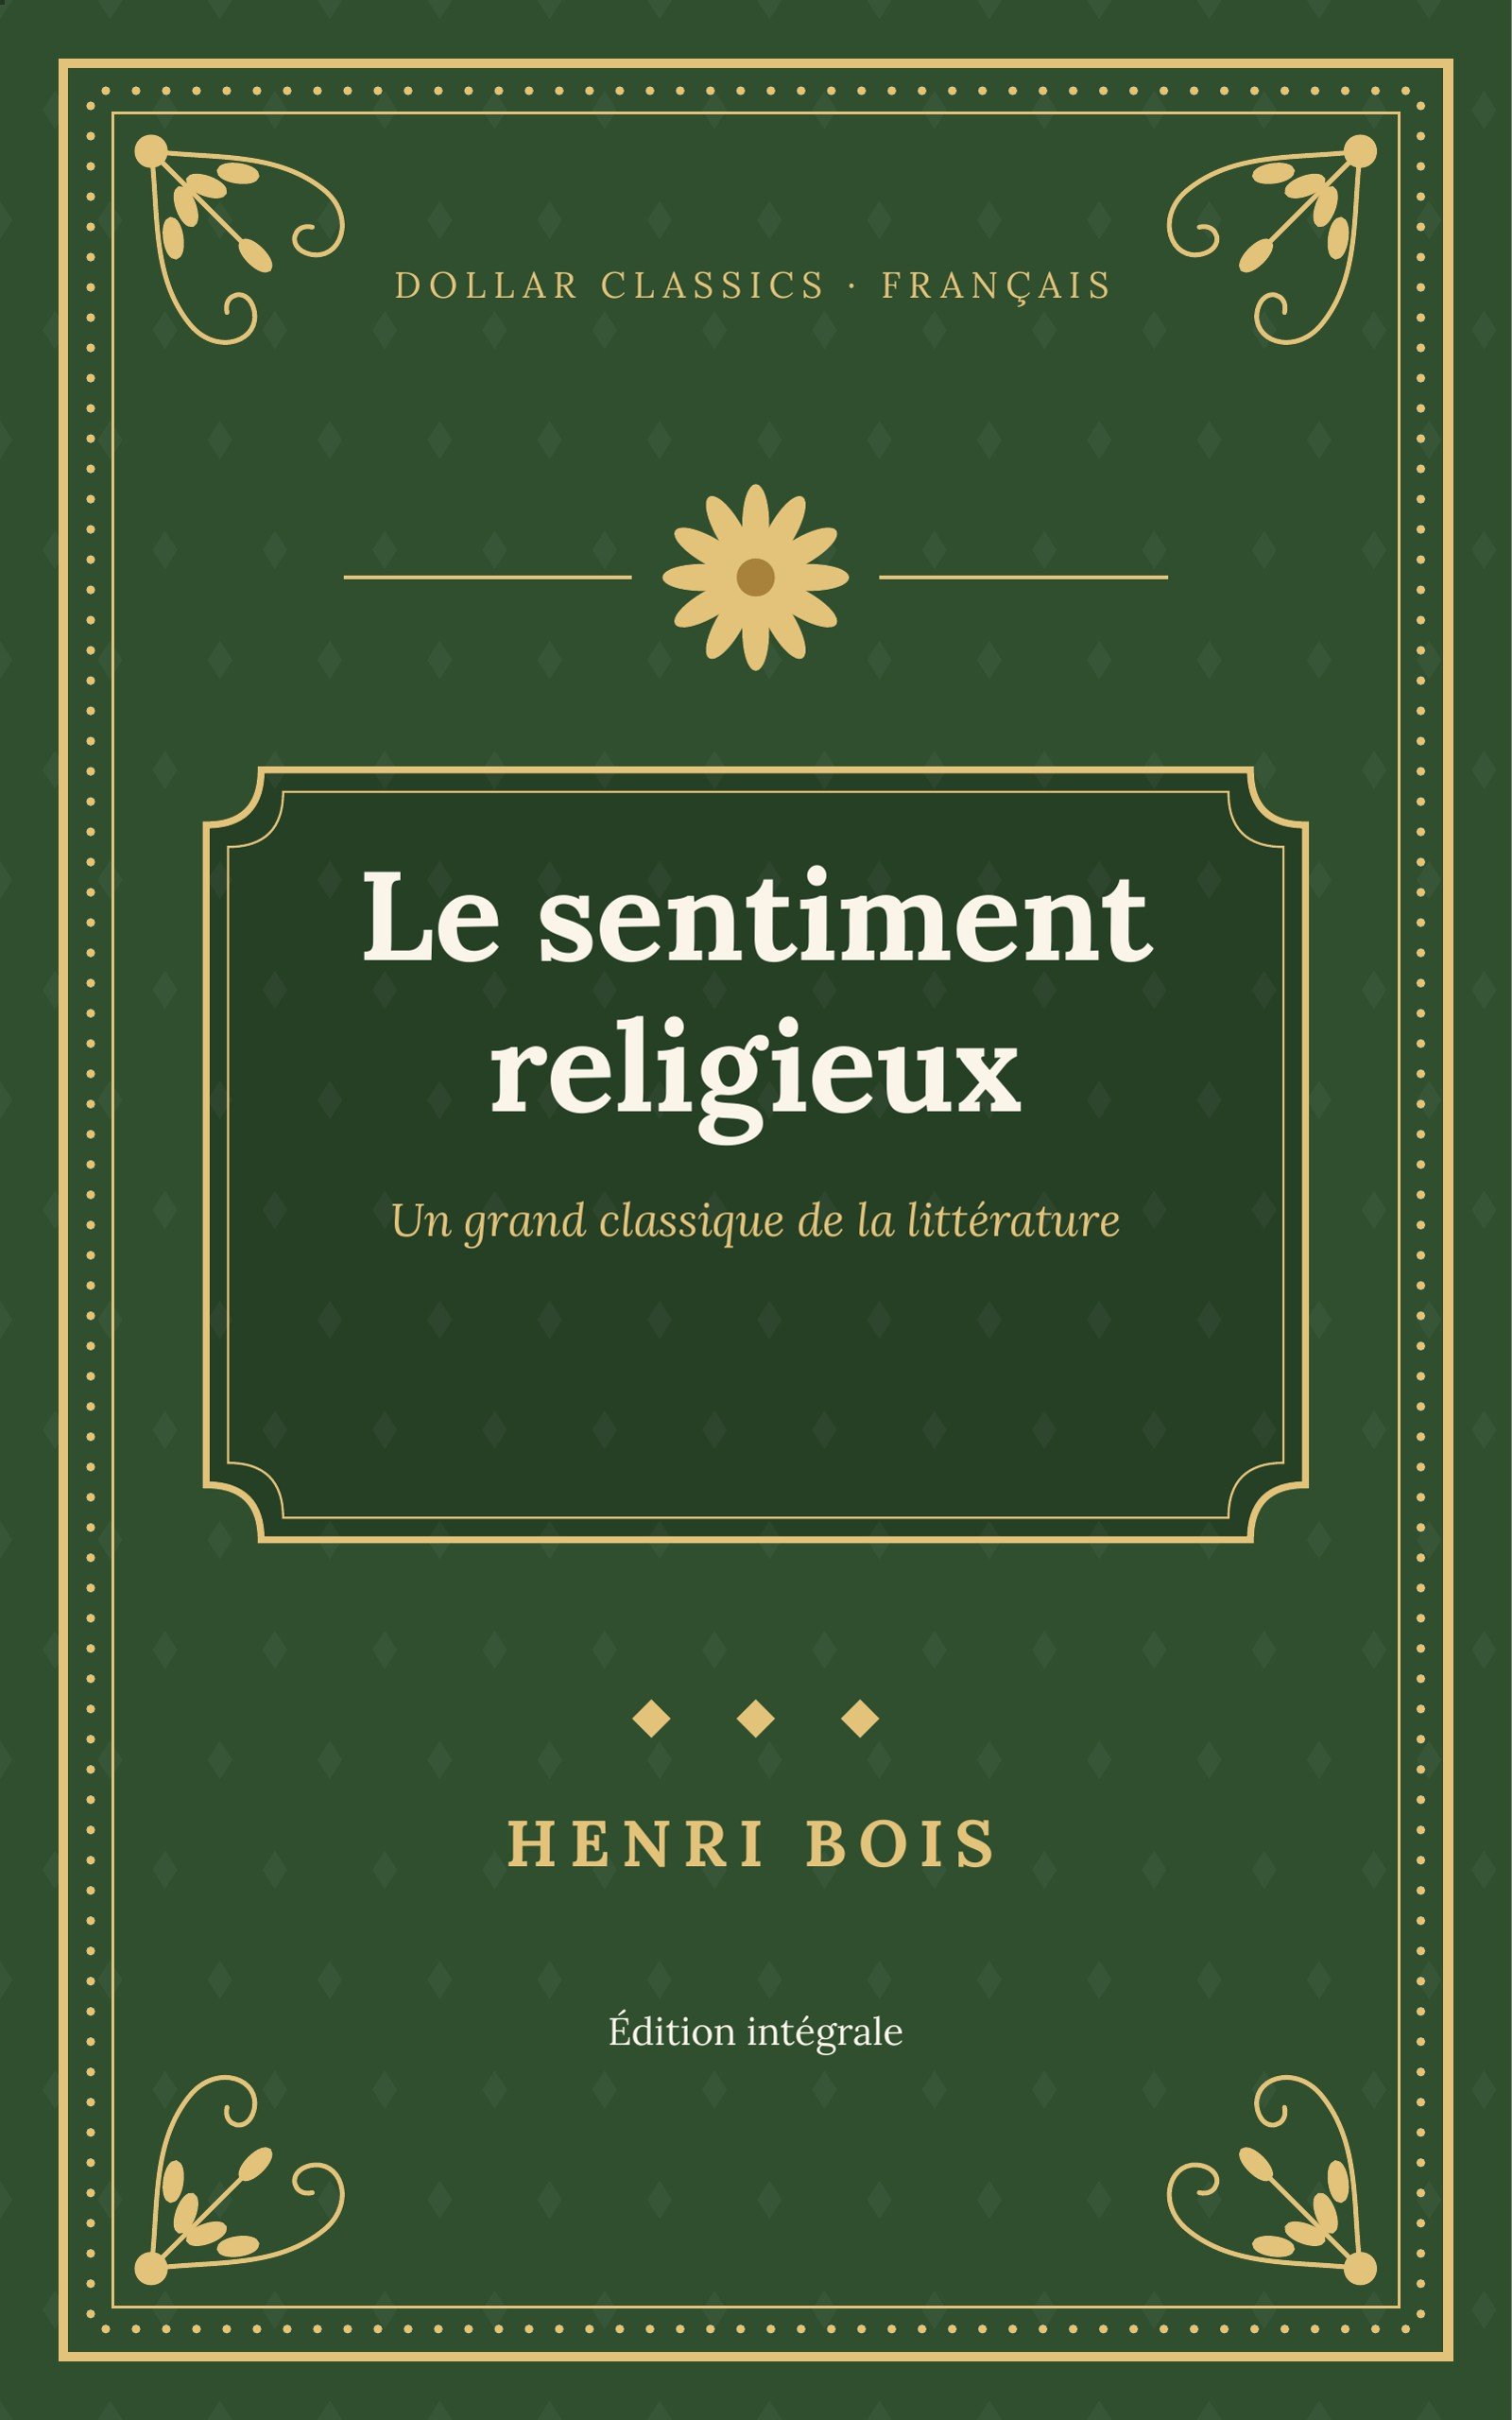 DOLLAR CLASSICS · FRANÇAIS
Le sentiment
religieux
Un grand classique de la littérature
HENRI BOIS
Édition intégrale